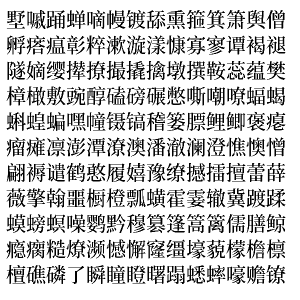 墅嘁踊蝉嘀幔镀舔熏箍箕箫舆僧
孵瘩瘟彰粹漱漩漾慷寡寥谭褐褪
隧嫡缨撵撩撮撬擒墩撰鞍蕊蕴樊
樟橄敷豌醇磕磅碾憋嘶嘲嘹蝠蝎
蝌蝗蝙嘿幢镊镐稽篓膘鲤鲫褒瘪
瘤瘫凛澎潭潦澳潘澈澜澄憔懊憎
翩褥谴鹤憨履嬉豫缭撼擂擅蕾薛
薇擎翰噩橱橙瓢蟥霍霎辙冀踱蹂
蟆螃螟噪鹦黔穆篡篷篙篱儒膳鲸
瘾瘸糙燎濒憾懈窿缰壕藐檬檐檩
檀礁磷了瞬瞳瞪曙蹋蟋蟀嚎赡镣